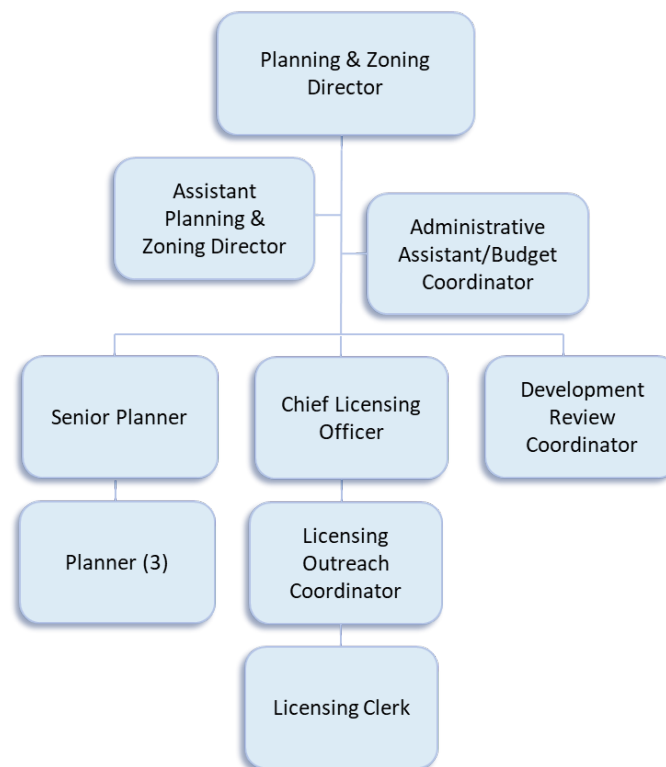 Planning & Zoning
Director
Assistant
Planning &
Zoning Director
Administrative
Assistant/Budget
Coordinator
Senior Planner
Chief Licensing
Officer
Development
Review
Coordinator
Planner (3)
Licensing
Outreach
Coordinator
Licensing Clerk